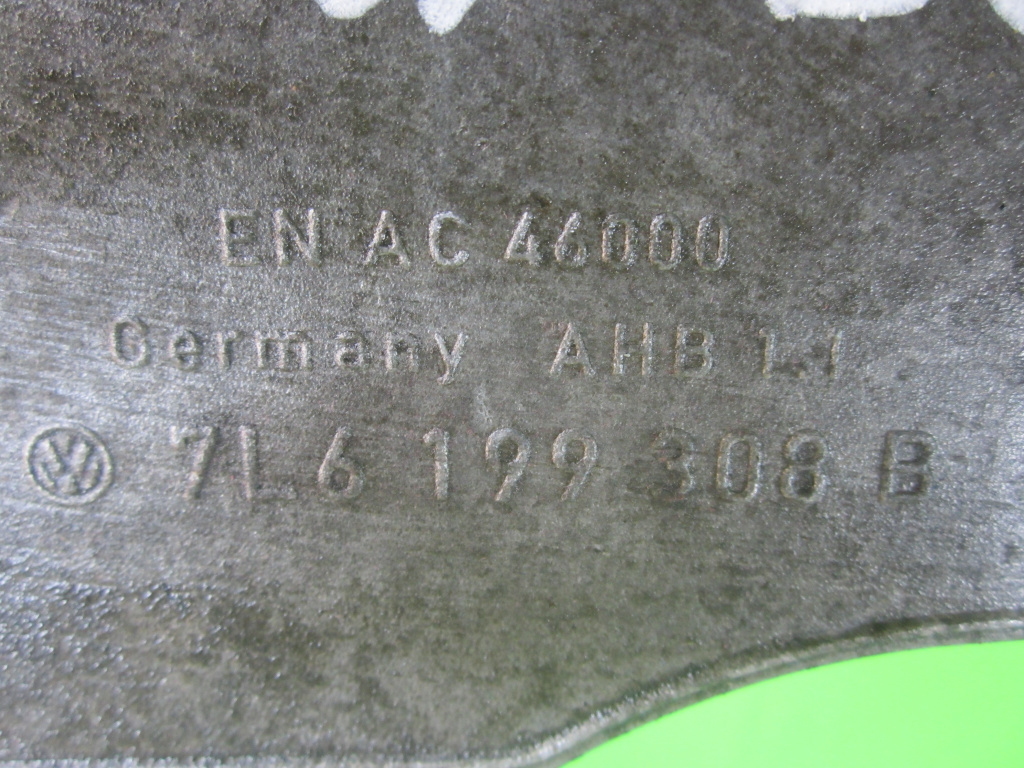 EN AC 46000
Germany AHB 1.1
7L6 199 308 B